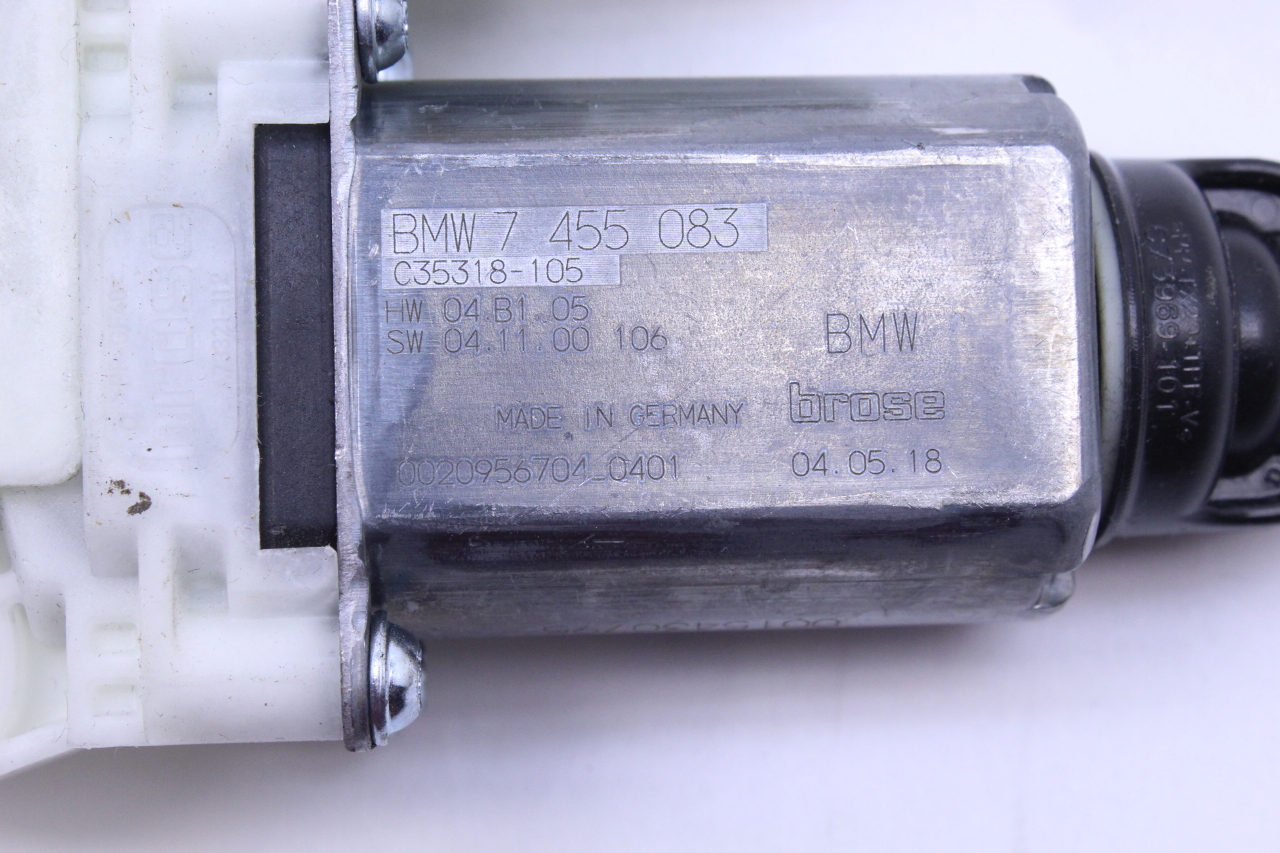 BMW 7 455 083
C35318-105
HW 04.B1.05
SW 04.11.00 106
BMW
MADE IN GERMANY
brose
0020956704_0401
04.05.18